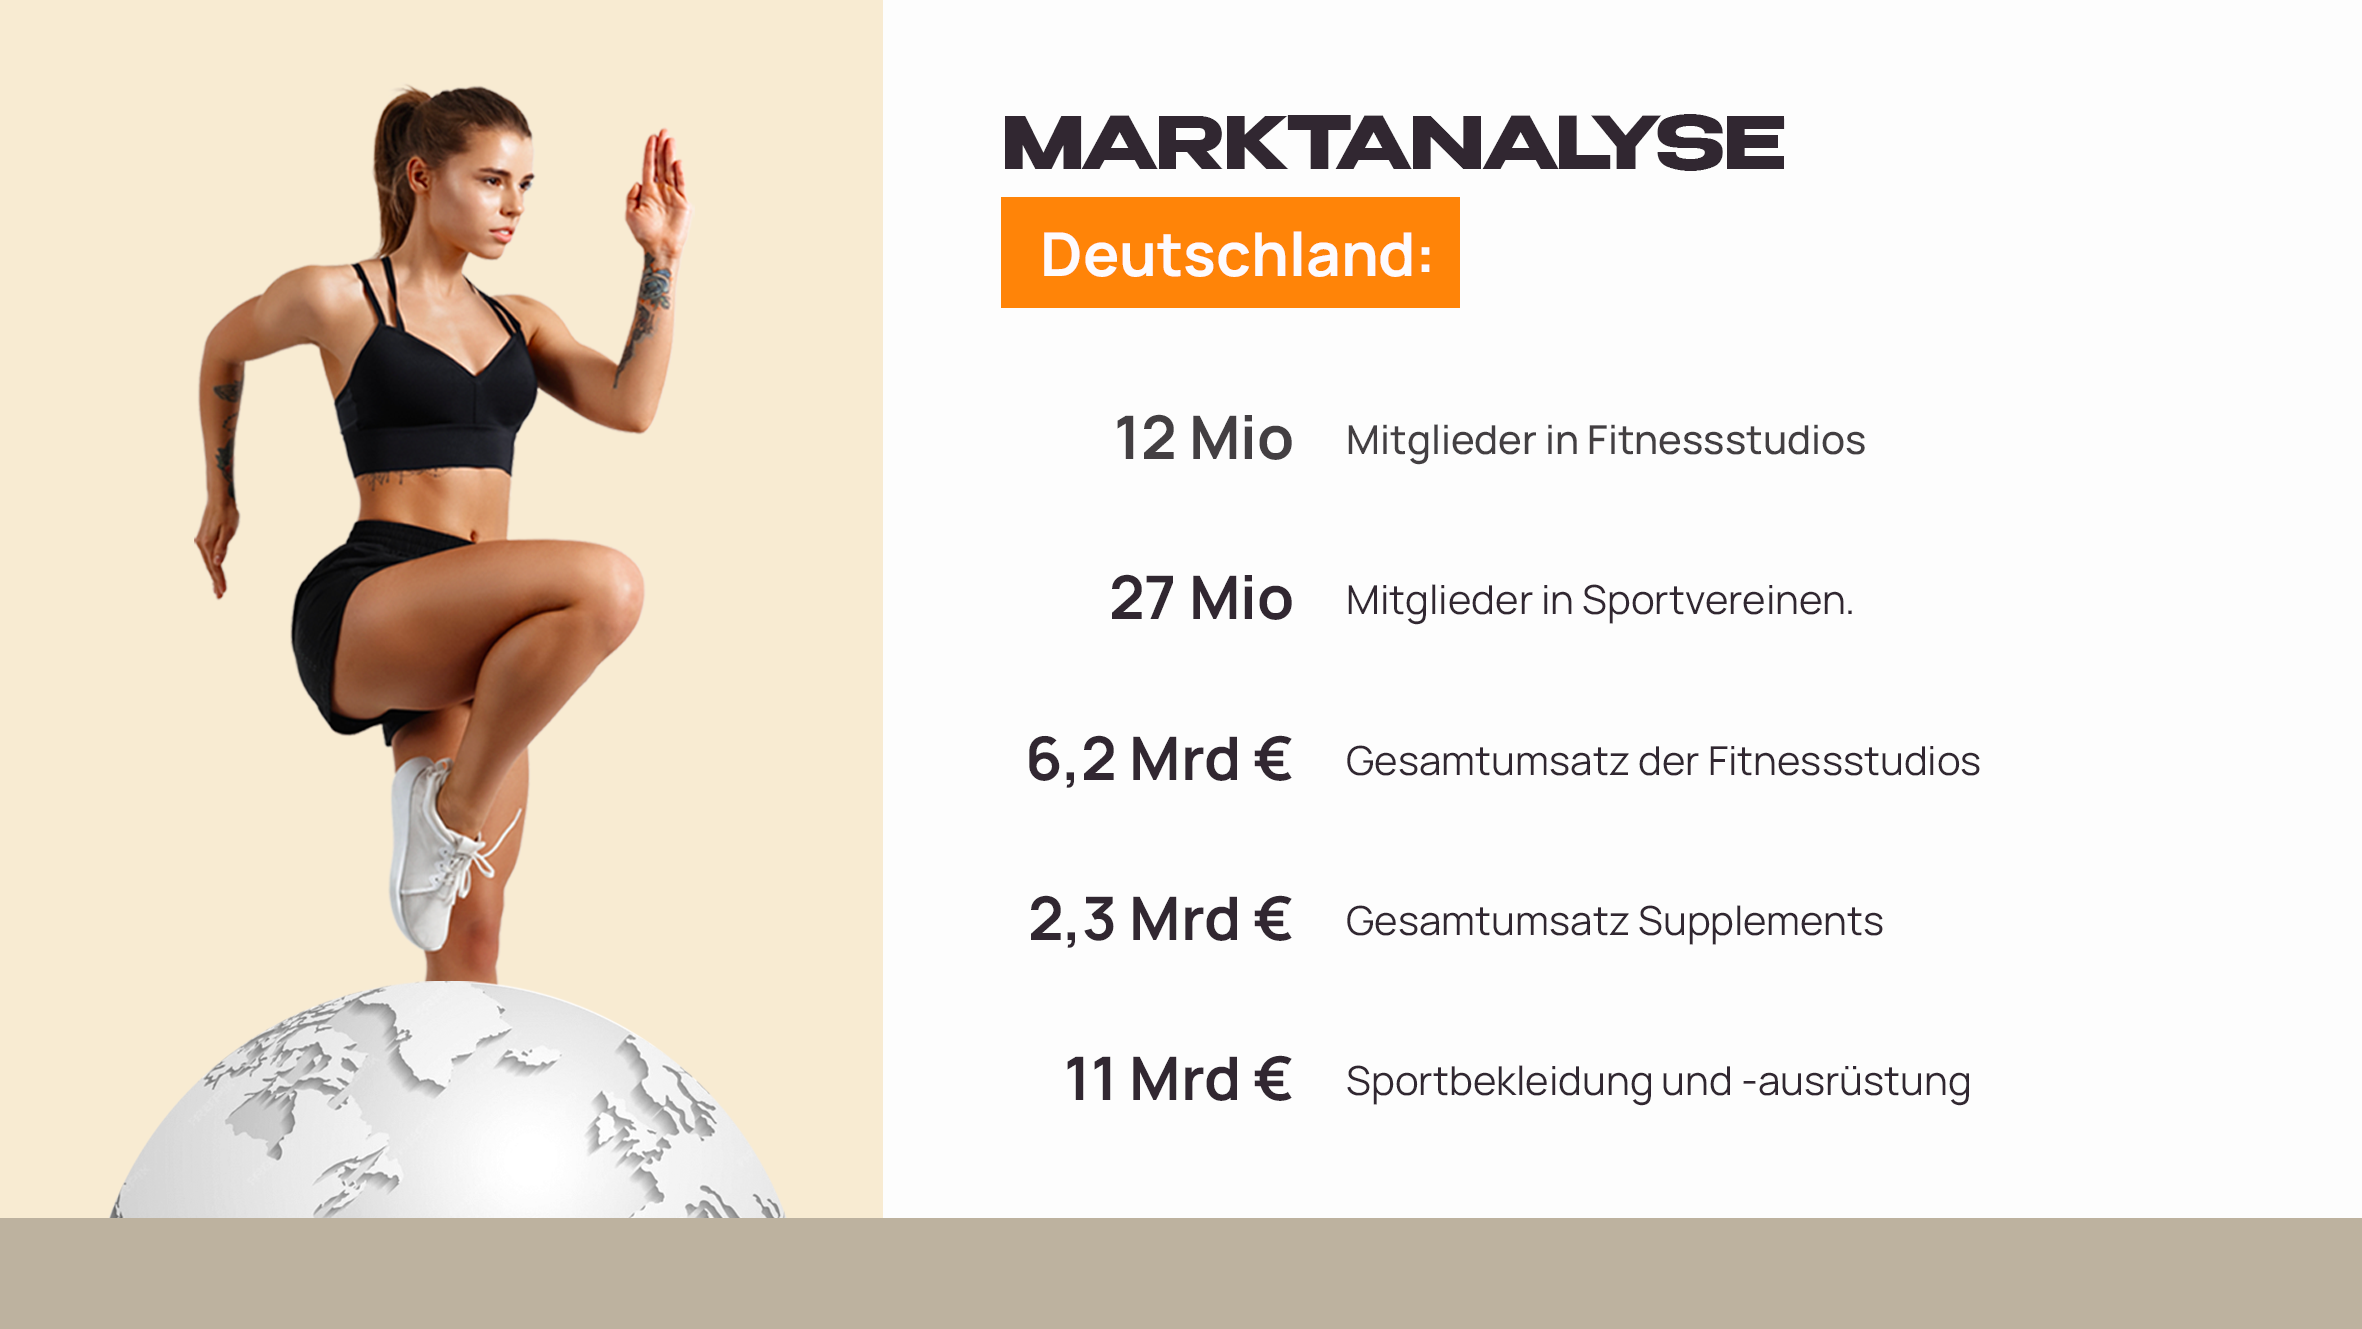 MARKTANALYSE
Deutschland:
12 Mio Mitglieder in Fitnessstudios
27 Mio Mitglieder in Sportvereinen.
6,2 Mrd € Gesamtumsatz der Fitnessstudios
2,3 Mrd € Gesamtumsatz Supplements
11 Mrd € Sportbekleidung und -ausrüstung